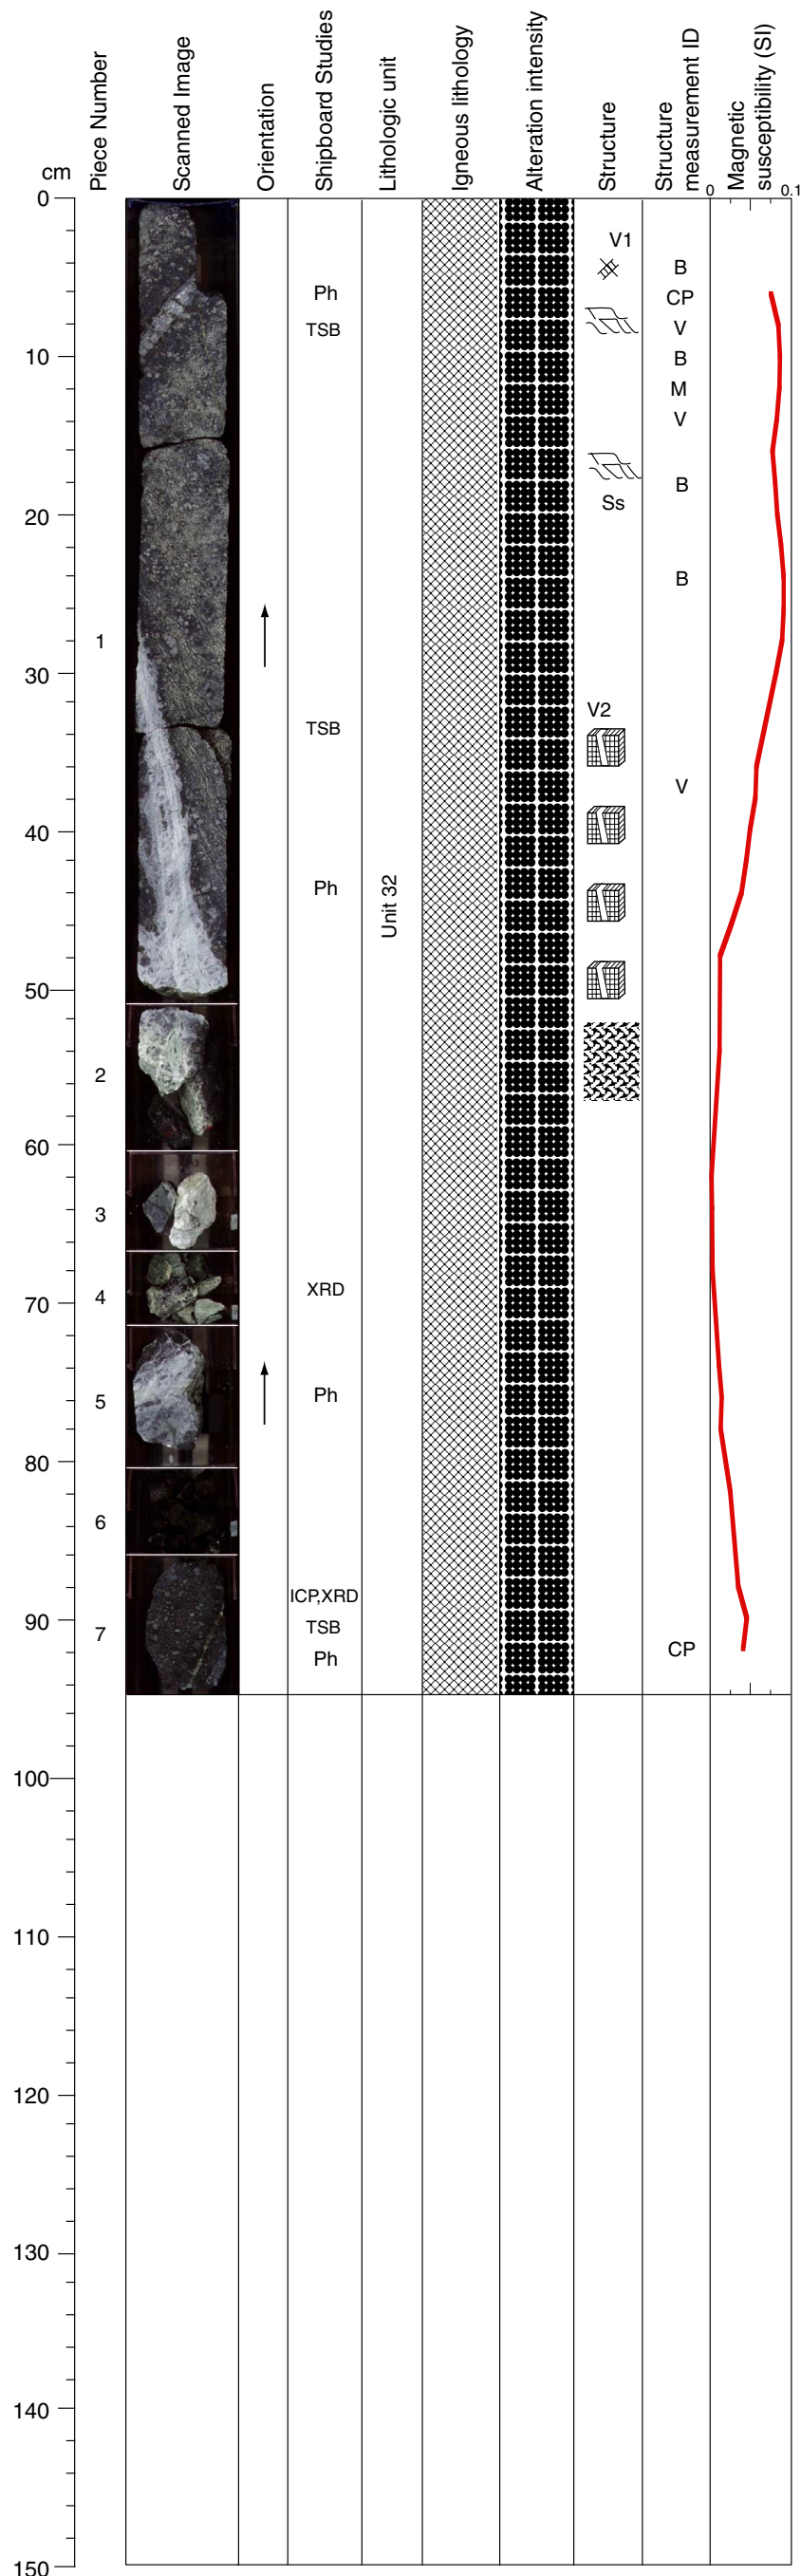 cm
Piece Number
Scanned Image
Orientation
Shipboard Studies
Lithologic unit
Igneous lithology
Alteration intensity
Structure
Structure
measurement ID
Magnetic
susceptibility (SI)
0
0.1
0
V1
B
Ph
CP
TSB
V
10
B
M
V
B
Ss
20
B
1
30
V2
TSB
V
40
Ph
Unit 32
50
2
60
3
XRD
4
70
Ph
5
80
6
ICP,XRD
90
TSB
7
Ph
CP
100
110
120
130
140
150